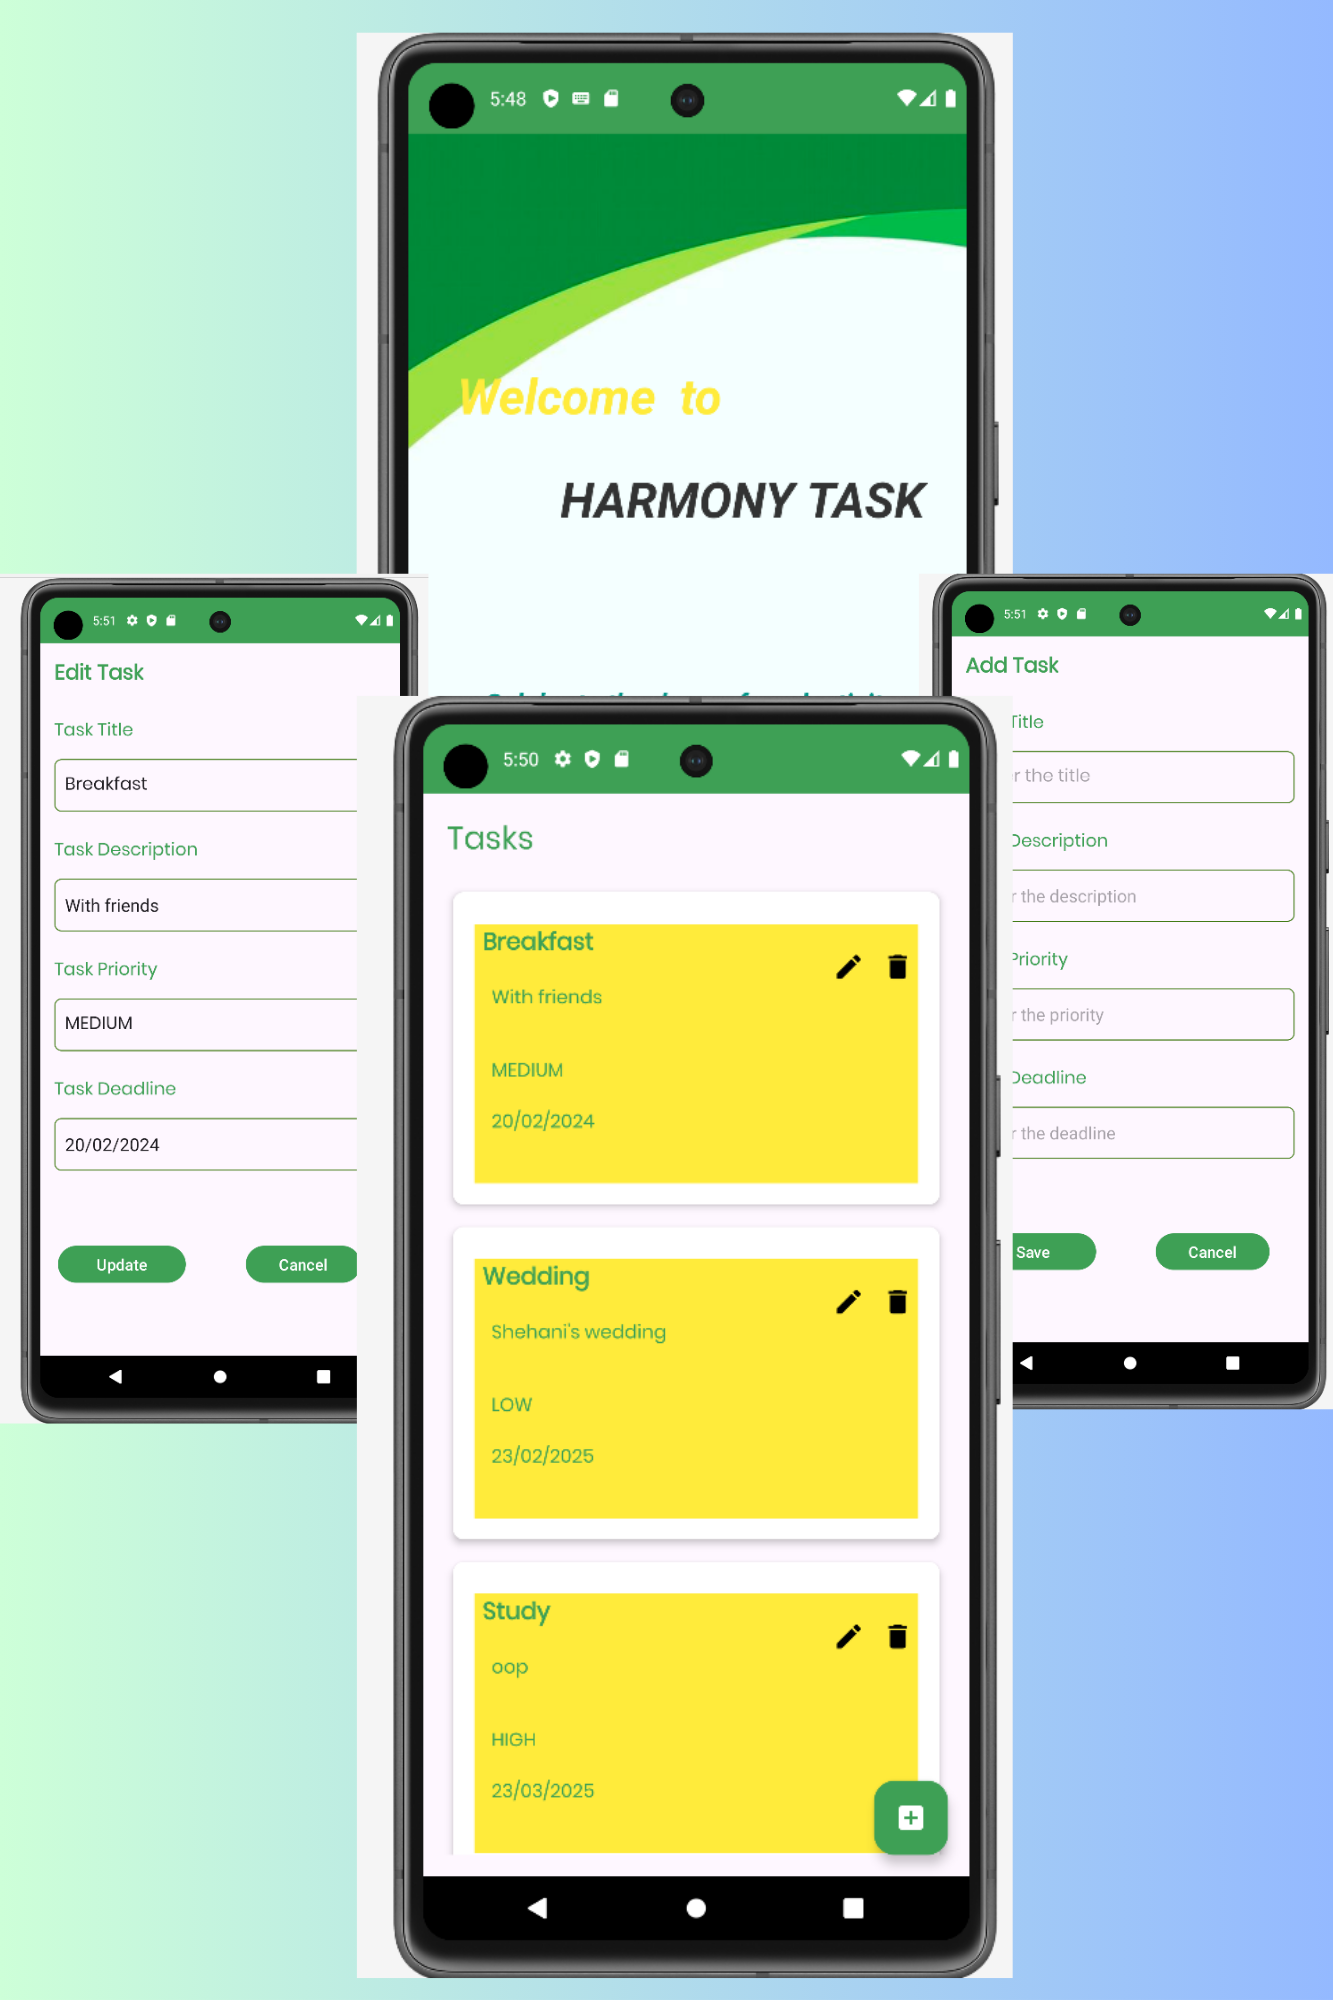 5:48
Welcome to
HARMONY TASK
5:51
Edit Task
Task Title
Breakfast
Task Description
With friends
Task Priority
MEDIUM
Task Deadline
20/02/2024
Update
Cancel
5:50
Tasks
Breakfast
With friends
MEDIUM
20/02/2024
Wedding
Shehani's wedding
LOW
23/02/2025
Study
oop
HIGH
23/03/2025
5:51
Add Task
Title
r the title
Description
r the description
Priority
r the priority
Deadline
r the deadline
Save
Cancel